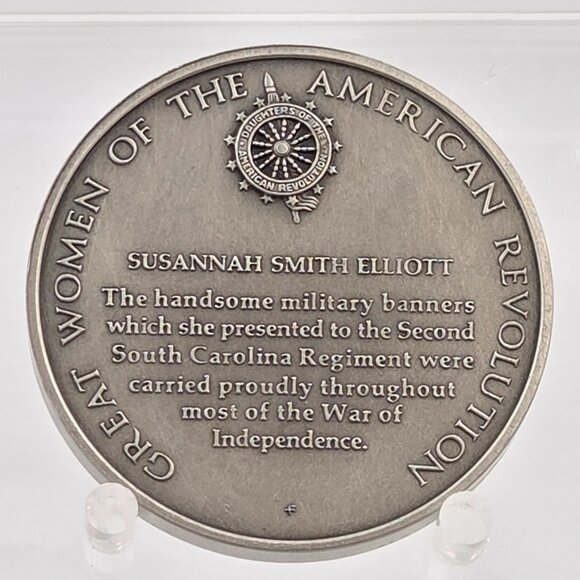 GREAT WOMEN OF THE AMERICAN REVOLUTION
DAUGHTERS OF THE
AMERICAN REVOLUTION
SUSANNAH SMITH ELLIOTT
The handsome military banners
which she presented to the Second
South Carolina Regiment were
carried proudly throughout
most of the War of
Independence.